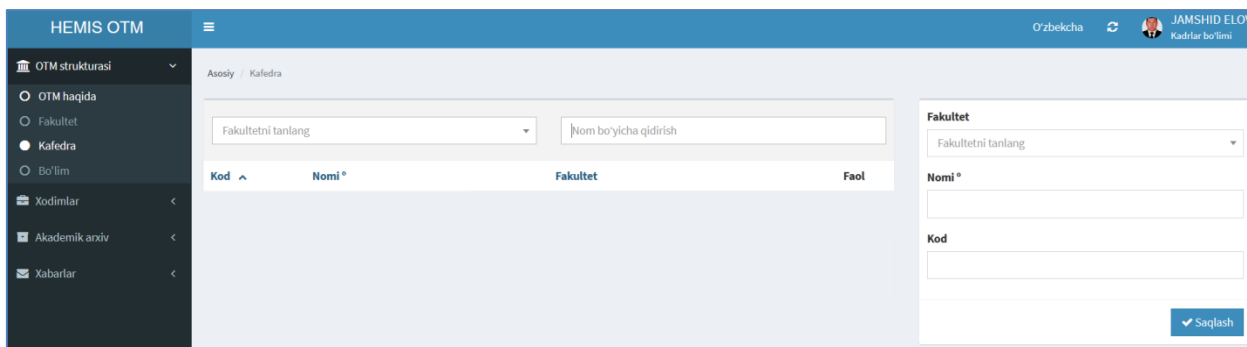 HEMIS OTM
O'zbekcha
JAMSHID ELOV
Kadrlar bo'limi
OTM strukturasi
OTM haqida
Fakultet
Kafedra
Bo'lim
Xodimlar
Akademik arxiv
Xabarlar
Asosiy / Kafedra
Fakultetni tanlang
Nom bo'yicha qidirish
Kod
Nomi °
Fakultet
Faol
Fakultet
Fakultetni tanlang
Nomi °
Kod
Saqlash